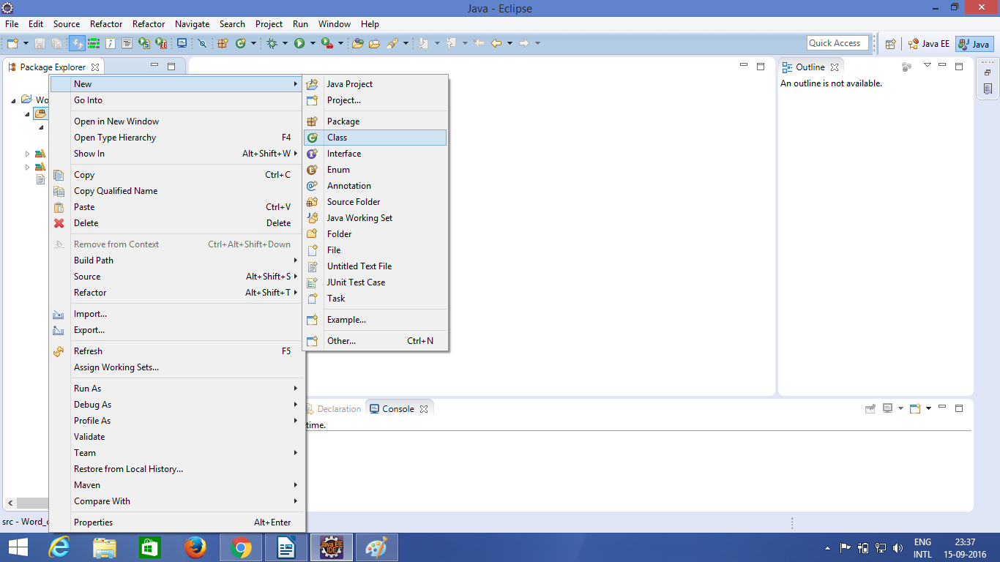 Java - Eclipse
File Edit Source Refactor Refactor Navigate Search Project Run Window Help
Quick Access
Java EE
Java
Package Explorer
Wo
New
Go Into
Open in New Window
Open Type Hierarchy F4
Show In Alt+Shift+W
Copy Ctrl+C
Copy Qualified Name
Paste Ctrl+V
Delete Delete
Remove from Context Ctrl+Alt+Shift+Down
Build Path
Source Alt+Shift+S
Refactor Alt+Shift+T
Import...
Export...
Refresh F5
Assign Working Sets...
Run As
Debug As
Profile As
Validate
Team
Restore from Local History...
Maven
Compare With
Properties Alt+Enter
Java Project
Project...
Package
Class
Interface
Enum
Annotation
Source Folder
Java Working Set
Folder
File
Untitled Text File
JUnit Test Case
Task
Example...
Other... Ctrl+N
Outline
An outline is not available.
Declaration
Console
time.
src - Word_
Java EE
IDE
ENG
INTL
23:37
15-09-2016